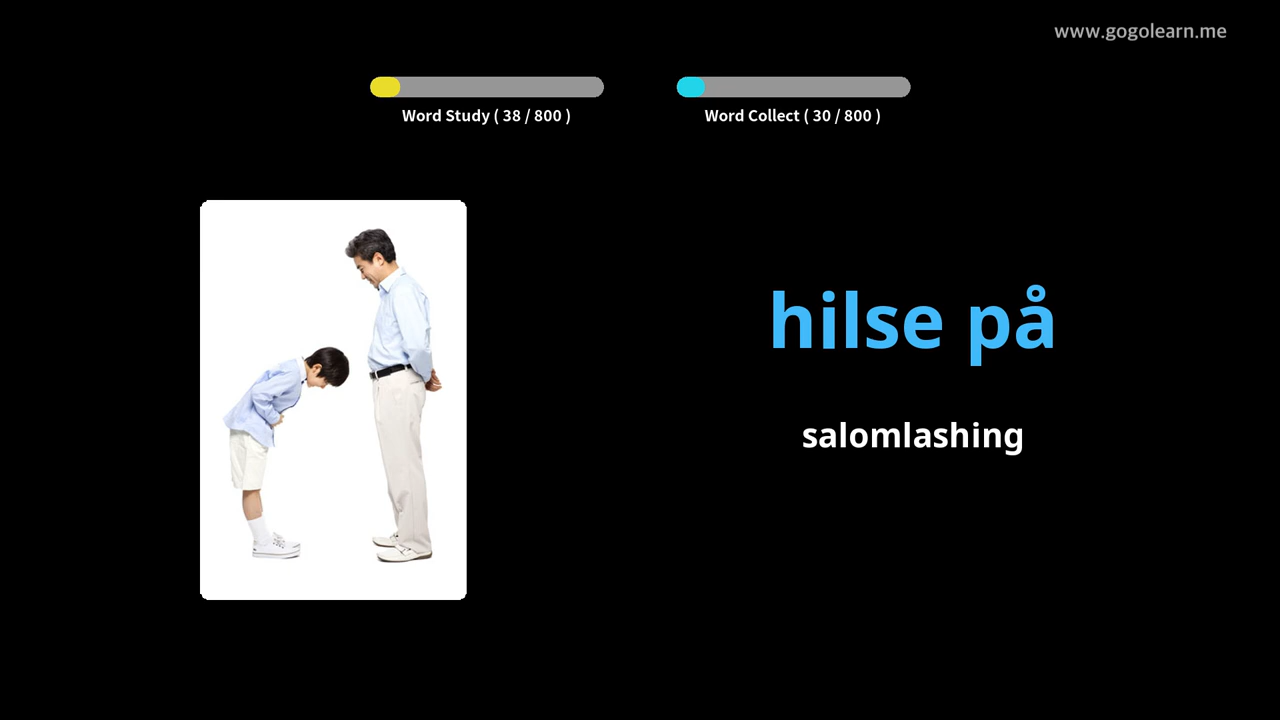 www.gogolearn.me
Word Study ( 38 / 800 )
Word Collect ( 30 / 800 )
hilse på
salomlashing